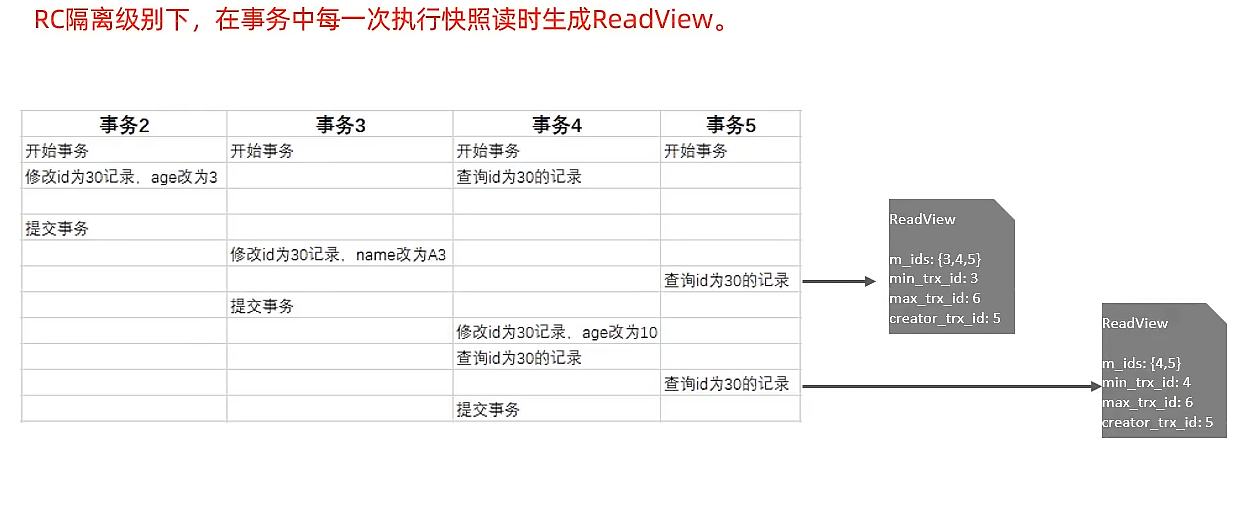 RC隔离级别下，在事务中每一次执行快照读时生成ReadView。
事务2 事务3 事务4 事务5
开始事务 开始事务 开始事务 开始事务
修改id为30记录，age改为3 查询id为30的记录
提交事务
修改id为30记录，name改为A3
查询id为30的记录
提交事务
修改id为30记录，age改为10
查询id为30的记录
查询id为30的记录
提交事务
ReadView
m_ids: {3,4,5}
min_trx_id: 3
max_trx_id: 6
creator_trx_id: 5
ReadView
m_ids: {4,5}
min_trx_id: 4
max_trx_id: 6
creator_trx_id: 5